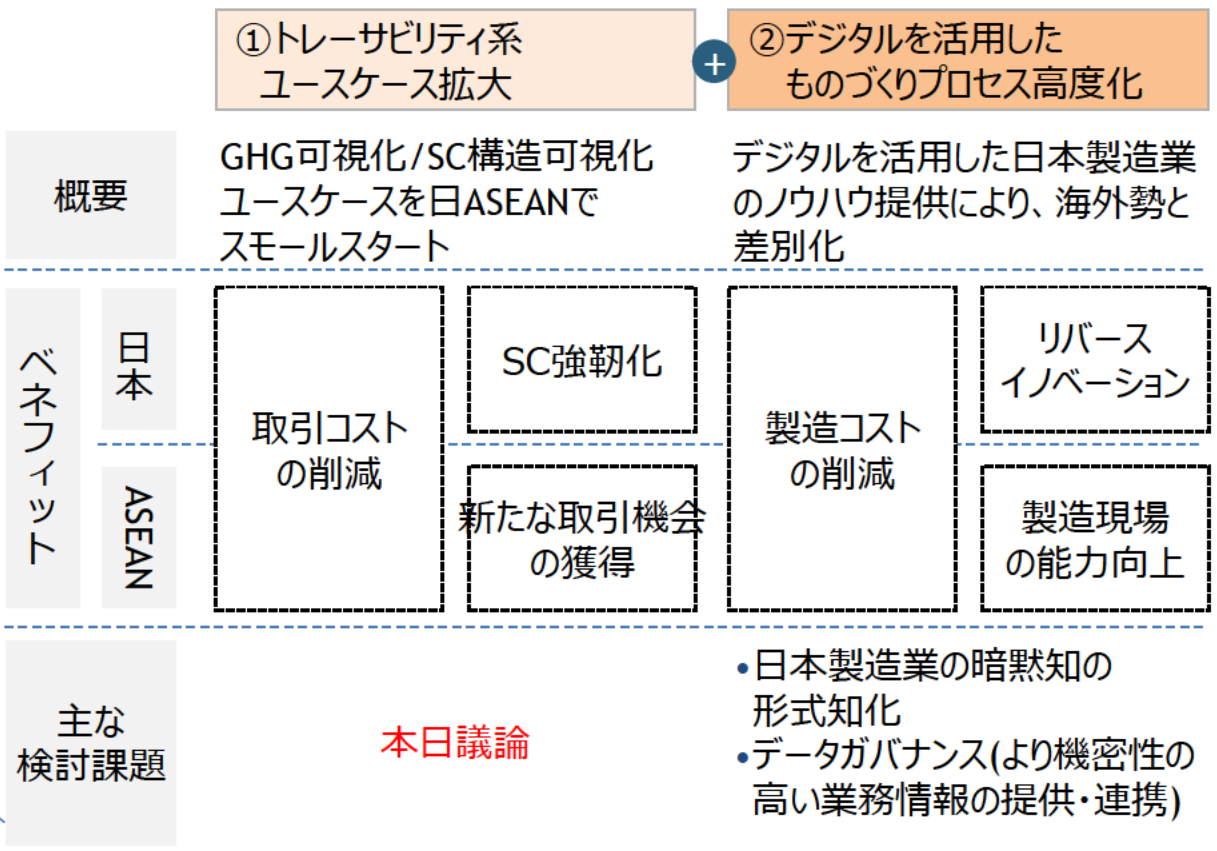 ①トレーサビリティ系
ユースケース拡大
+
②デジタルを活用した
ものづくりプロセス高度化
概要
GHG可視化/SC構造可視化
ユースケースを日ASEANで
スモールスタート
デジタルを活用した日本製造業
のノウハウ提供により、海外勢と
差別化
ベネフィット
日本
ASEAN
取引コスト
の削減
SC強靭化
新たな取引機会
の獲得
製造コスト
の削減
リバース
イノベーション
製造現場
の能力向上
主な
検討課題
本日議論
•日本製造業の暗黙知の
形式知化
•データガバナンス(より機密性の
高い業務情報の提供・連携)